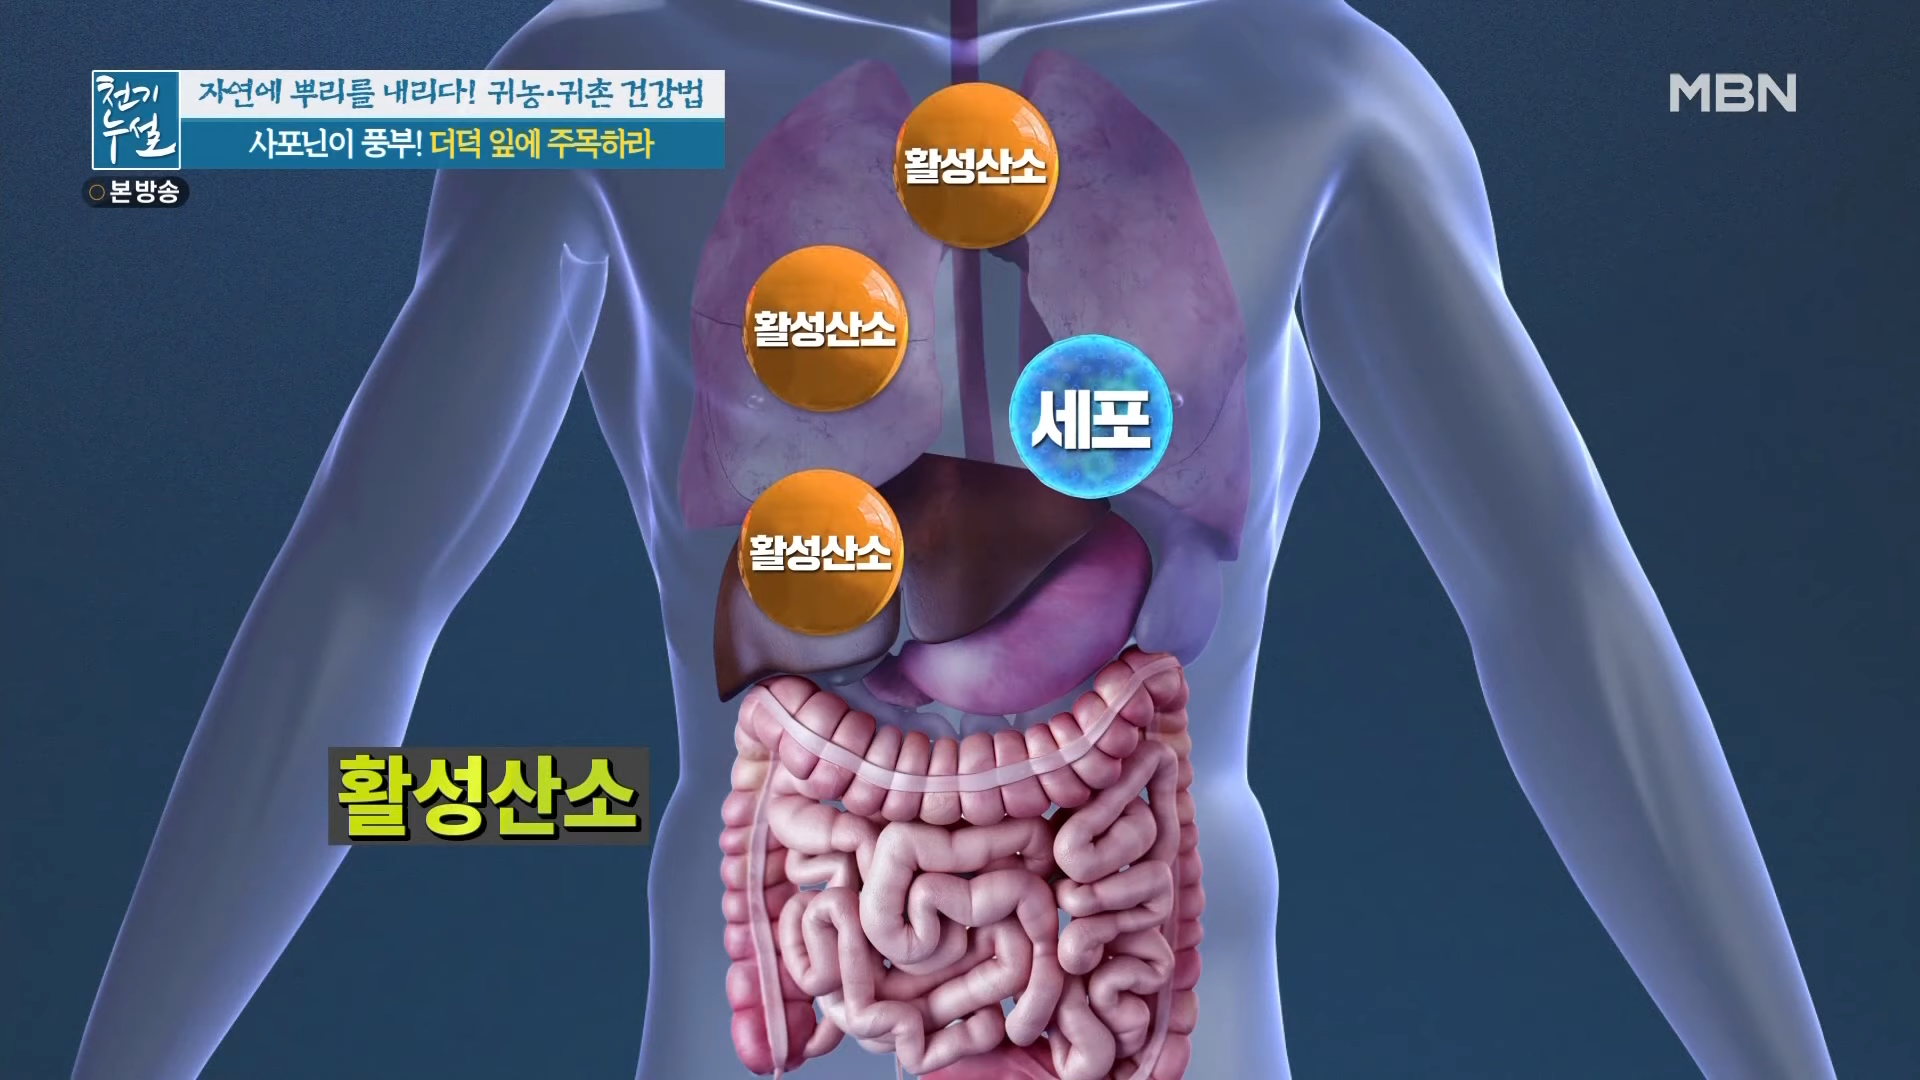 천기
누설
자연에 뿌리를 내리다! 귀농·귀촌 건강법
사포닌이 풍부! 더덕 잎에 주목하라
본방송
MBN
활성산소
활성산소
세포
활성산소
활성산소